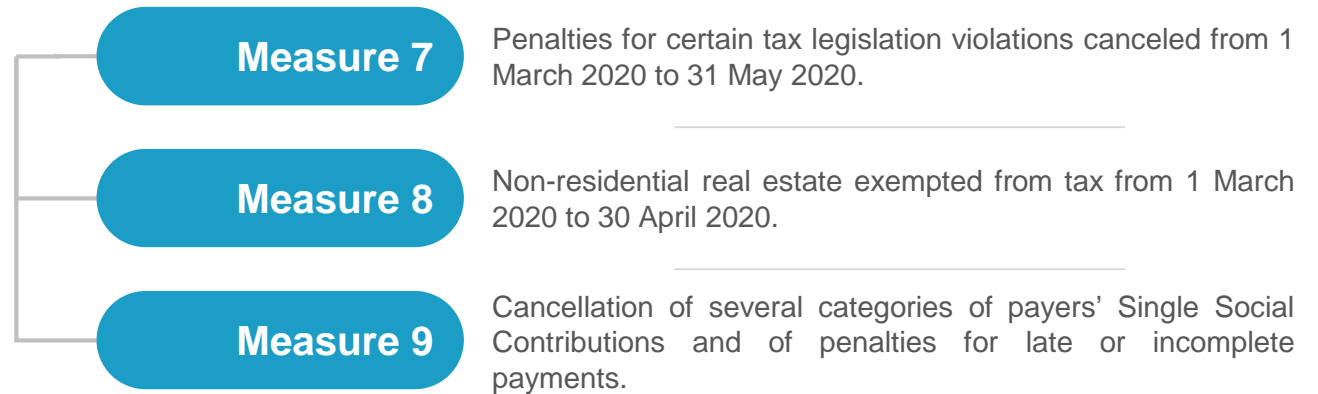 Measure 7
Penalties for certain tax legislation violations canceled from 1
March 2020 to 31 May 2020.
Measure 8
Non-residential real estate exempted from tax from 1 March
2020 to 30 April 2020.
Measure 9
Cancellation of several categories of payers’ Single Social
Contributions and of penalties for late or incomplete
payments.